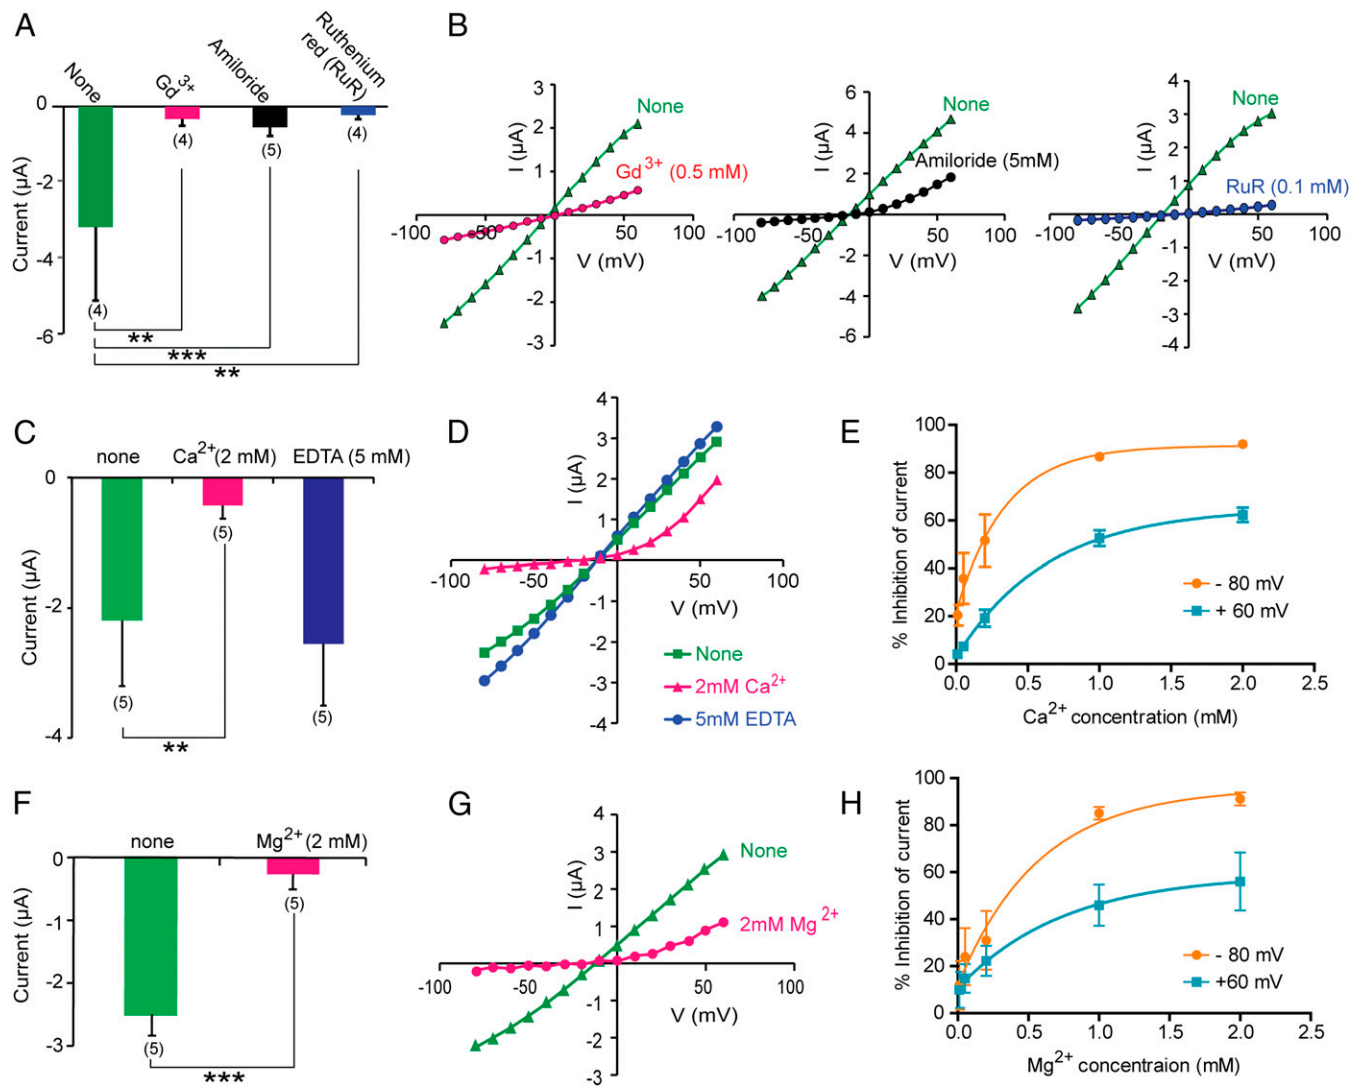 A
None
Gd3+
Amiloride
Ruthenium
red (RuR)
0
-2
-4
-6
Current (µA)
(4)
(4)
(5)
(4)
**
***
**
B
3
2
1
-1
-2
-3
I (µA)
None
Gd3+ (0.5 mM)
-100
-50
50
100
V (mV)
6
4
2
-2
-4
-6
I (µA)
None
Amiloride (5mM)
-100
-50
50
100
V (mV)
4
3
2
1
-1
-2
-3
-4
I (µA)
None
RuR (0.1 mM)
-100
-50
50
100
V (mV)
C
none
Ca2+(2 mM)
EDTA (5 mM)
0
-2
-4
Current (µA)
(5)
(5)
(5)
**
D
4
3
2
1
-1
-2
-3
-4
I (µA)
-100
-50
50
100
V (mV)
None
2mM Ca2+
5mM EDTA
E
100
80
60
40
20
0
% Inhibition of current
- 80 mV
+ 60 mV
0.0
0.5
1.0
1.5
2.0
2.5
Ca2+ concentration (mM)
F
none
Mg2+ (2 mM)
0
-1
-2
-3
Current (µA)
(5)
(5)
***
G
4
3
2
1
-1
-2
-3
I (µA)
None
2mM Mg2+
-100
-50
50
100
V (mV)
H
100
80
60
40
20
0
% Inhibition of current
- 80 mV
+60 mV
0.0
0.5
1.0
1.5
2.0
2.5
Mg2+ concentraion (mM)